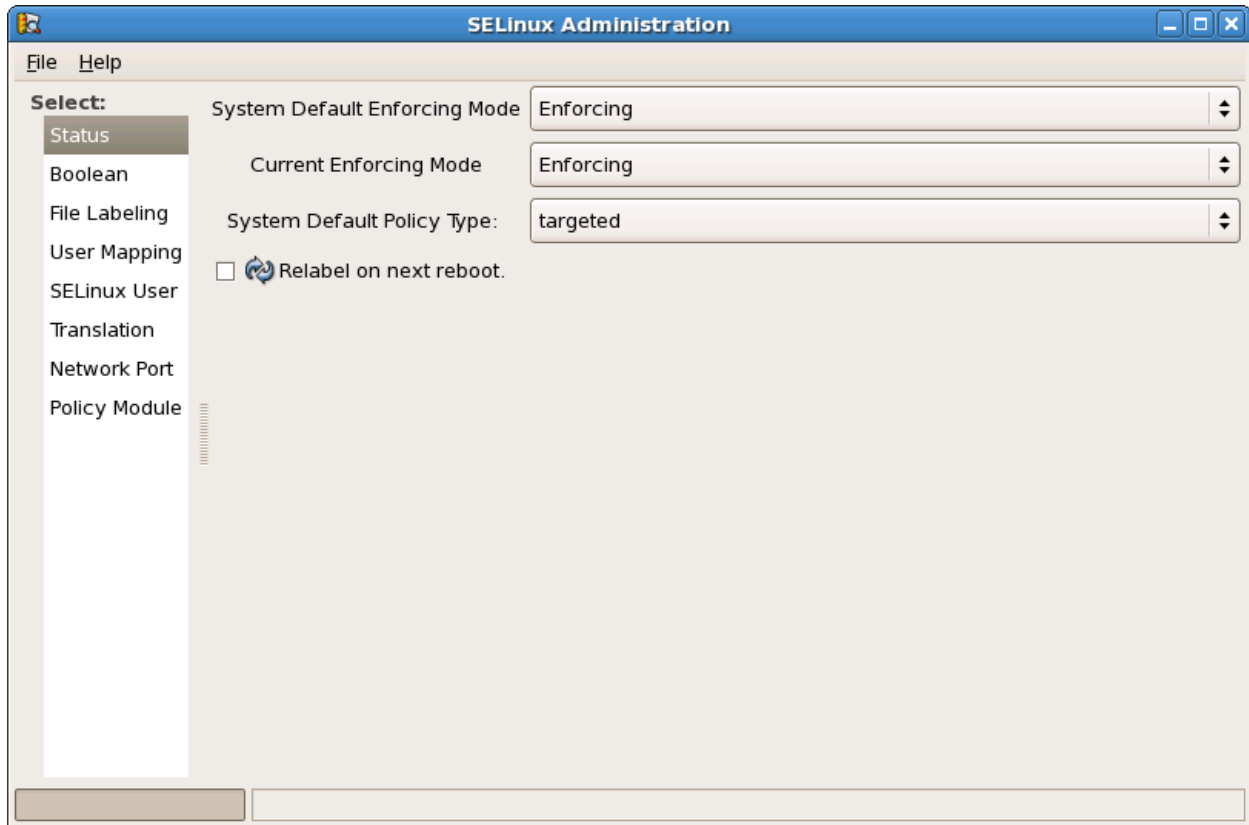 SELinux Administration
File Help
Select:
Status
Boolean
File Labeling
User Mapping
SELinux User
Translation
Network Port
Policy Module
System Default Enforcing Mode Enforcing
Current Enforcing Mode Enforcing
System Default Policy Type: targeted
Relabel on next reboot.